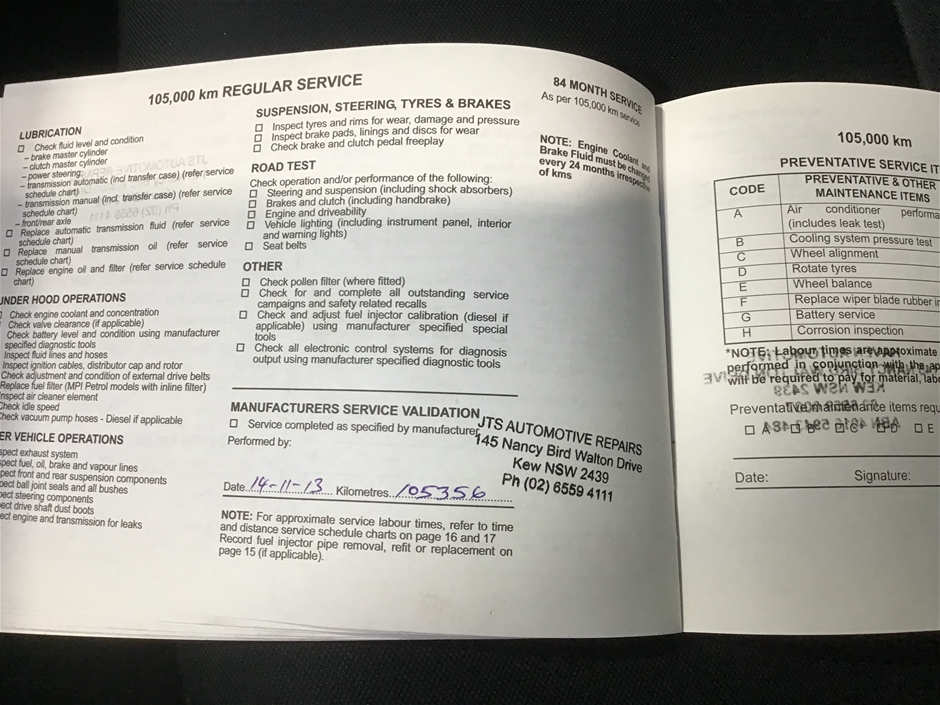 105,000 km REGULAR SERVICE
LUBRICATION
☐ Check fluid level and condition
– brake master cylinder
– clutch master cylinder
– power steering
– transmission automatic (incl transfer case) (refer service
schedule chart)
– transmission manual (incl, transfer case) (refer service
schedule chart)
– front/rear axle
☐ Replace automatic transmission fluid (refer service
schedule chart)
☐ Replace manual transmission oil (refer service
schedule chart)
☐ Replace engine oil and filter (refer service schedule
chart)
UNDER HOOD OPERATIONS
Check engine coolant and concentration
Check valve clearance (if applicable)
Check battery level and condition using manufacturer
specified diagnostic tools
Inspect fluid lines and hoses
Inspect ignition cables, distributor cap and rotor
Check adjustment and condition of external drive belts
Replace fuel filter (MPI Petrol models with inline filter)
nspect air cleaner element
Check idle speed
heck vacuum pump hoses - Diesel if applicable
ER VEHICLE OPERATIONS
spect exhaust system
spect fuel, oil, brake and vapour lines
pect front and rear suspension components
pect ball joint seals and all bushes
pect steering components
ect drive shaft dust boots
ect engine and transmission for leaks
SUSPENSION, STEERING, TYRES & BRAKES
☐ Inspect tyres and rims for wear, damage and pressure
☐ Inspect brake pads, linings and discs for wear
☐ Check brake and clutch pedal freeplay
ROAD TEST
Check operation and/or performance of the following:
☐ Steering and suspension (including shock absorbers)
☐ Brakes and clutch (including handbrake)
☐ Engine and driveability
☐ Vehicle lighting (including instrument panel, interior
and warning lights)
☐ Seat belts
OTHER
☐ Check pollen filter (where fitted)
☐ Check for and complete all outstanding service
campaigns and safety related recalls
☐ Check and adjust fuel injector calibration (diesel if
applicable) using manufacturer specified special
tools
☐ Check all electronic control systems for diagnosis
output using manufacturer specified diagnostic tools
MANUFACTURERS SERVICE VALIDATION
☐ Service completed as specified by manufacturer
Performed by:
JTS AUTOMOTIVE REPAIRS
145 Nancy Bird Walton Drive
Kew NSW 2439
Ph (02) 6559 4111
Date 14-11-13 Kilometres 105356
NOTE: For approximate service labour times, refer to time
and distance service schedule charts on page 16 and 17
Record fuel injector pipe removal, refit or replacement on
page 15 (if applicable).
84 MONTH SERVICE
As per 105,000 km service
NOTE: Engine Coolant and
Brake Fluid must be changed
every 24 months irrespective
of kms
105,000 km
PREVENTATIVE SERVICE IT
CODE PREVENTATIVE & OTHER
MAINTENANCE ITEMS
A Air conditioner performa
(includes leak test)
B Cooling system pressure test
C Wheel alignment
D Rotate tyres
E Wheel balance
F Replace wiper blade rubber in
G Battery service
H Corrosion inspection
*NOTE: Labour times are approximate
performed in conjunction with the ap
will be required to pay for material, labo
Preventative maintenance items requ
☐ A ☐ B ☐ C ☐ D ☐ E
Date: Signature: